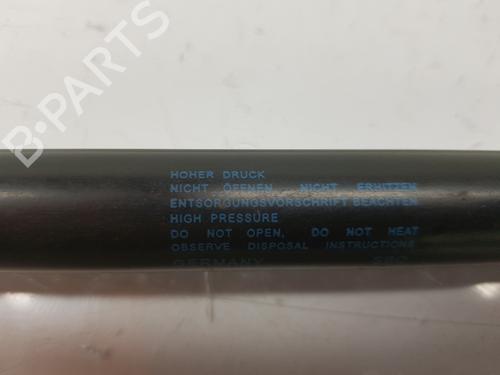 B-PARTS
HOHER DRUCK
NICHT ÖFFNEN, NICHT ERHITZEN
ENTSORGUNGSVORSCHRIFT BEACHTEN
HIGH PRESSURE
DO NOT OPEN, DO NOT HEAT
OBSERVE DISPOSAL INSTRUCTIONS
GERMANY